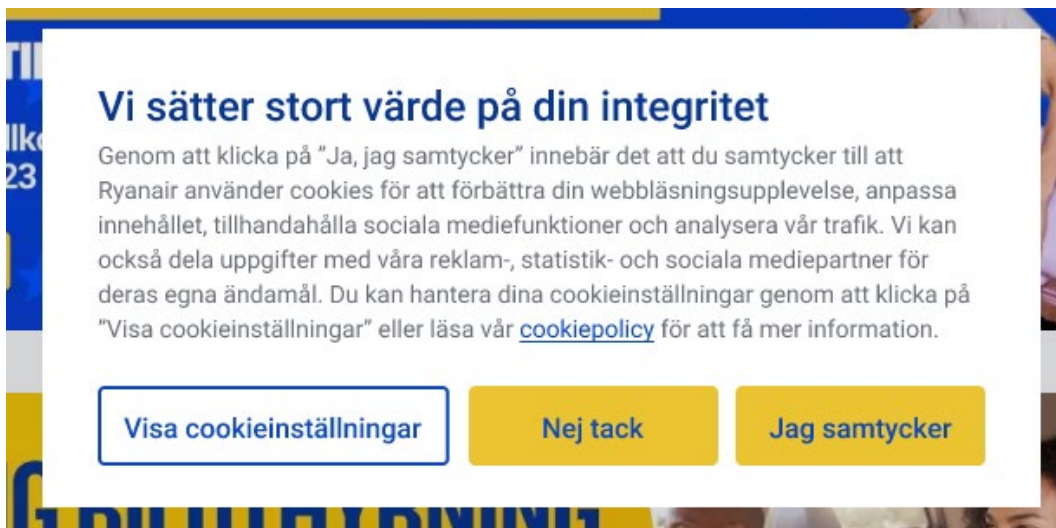 Vi sätter stort värde på din integritet
Genom att klicka på ”Ja, jag samtycker” innebär det att du samtycker till att
Ryanair använder cookies för att förbättra din webbläsningsupplevelse, anpassa
innehållet, tillhandahålla sociala mediefunktioner och analysera vår trafik. Vi kan
också dela uppgifter med våra reklam-, statistik- och sociala mediepartner för
deras egna ändamål. Du kan hantera dina cookieinställningar genom att klicka på
”Visa cookieinställningar” eller läsa vår cookiepolicy för att få mer information.
Visa cookieinställningar
Nej tack
Jag samtycker